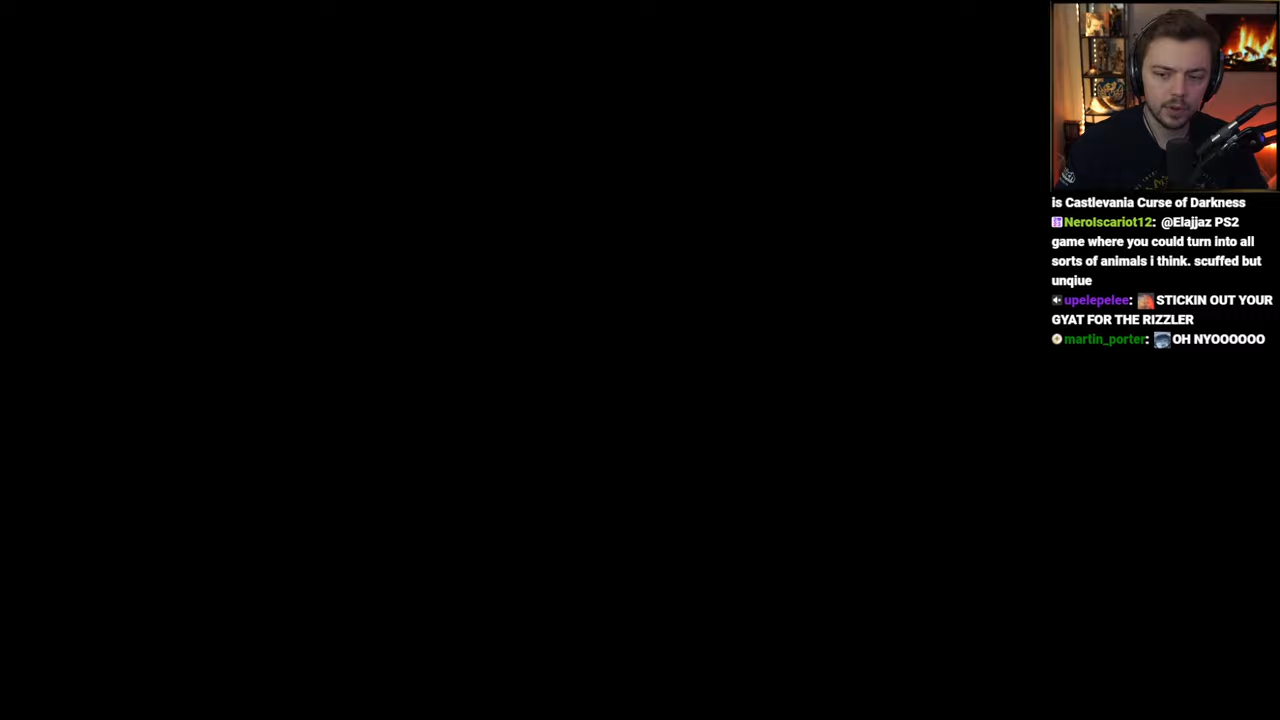 is Castlevania Curse of Darkness
NeroIscariot12: @Elajjaz PS2
game where you could turn into all
sorts of animals i think. scuffed but
unqiue
upelepelee: STICKIN OUT YOUR
GYAT FOR THE RIZZLER
martin_porter: OH NYOOOOOO